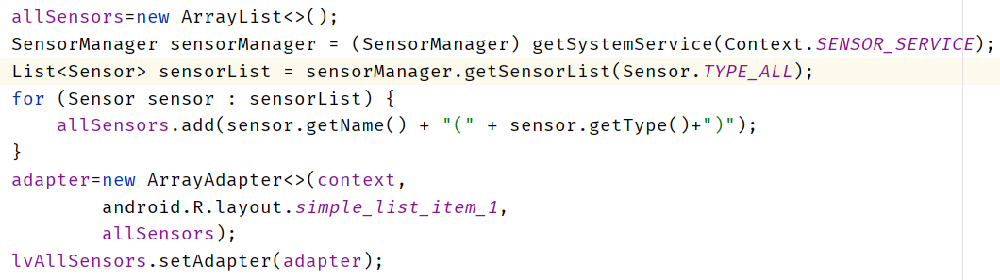 allSensors=new ArrayList<>();
SensorManager sensorManager = (SensorManager) getSystemService(Context.SENSOR_SERVICE);
List<Sensor> sensorList = sensorManager.getSensorList(Sensor.TYPE_ALL);
for (Sensor sensor : sensorList) {
    allSensors.add(sensor.getName() + "(" + sensor.getType()+")");
}
adapter=new ArrayAdapter<>(context,
        android.R.layout.simple_list_item_1,
        allSensors);
lvAllSensors.setAdapter(adapter);